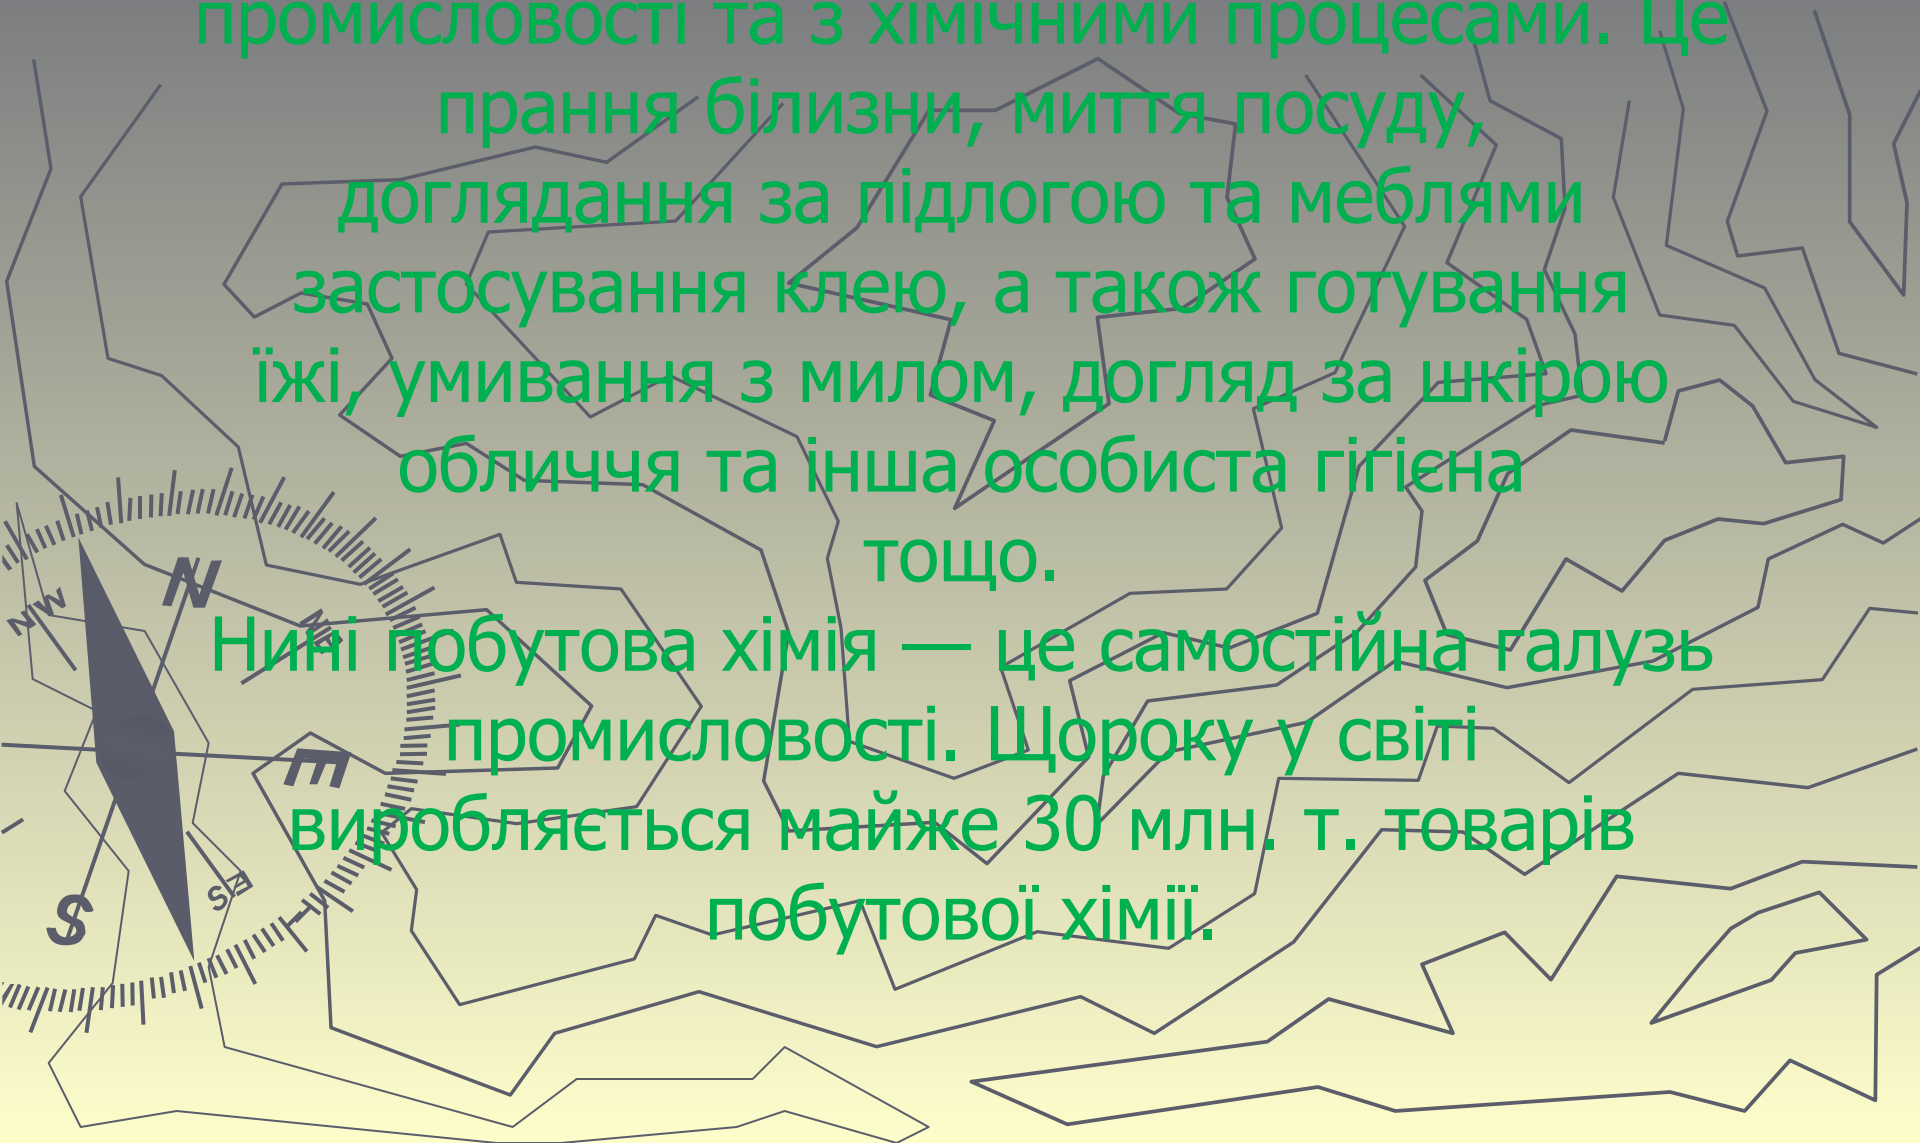 промисловості та з хімічними процесами. Це
прання білизни, миття посуду,
доглядання за підлогою та меблями
застосування клею, а також готування
їжі, умивання з милом, догляд за шкірою
обличчя та інша особиста гігієна
тощо.
Нині побутова хімія — це самостійна галузь
промисловості. Щороку у світі
виробляється майже 30 млн. т. товарів
побутової хімії.
NW
N
NE
E
ES
S